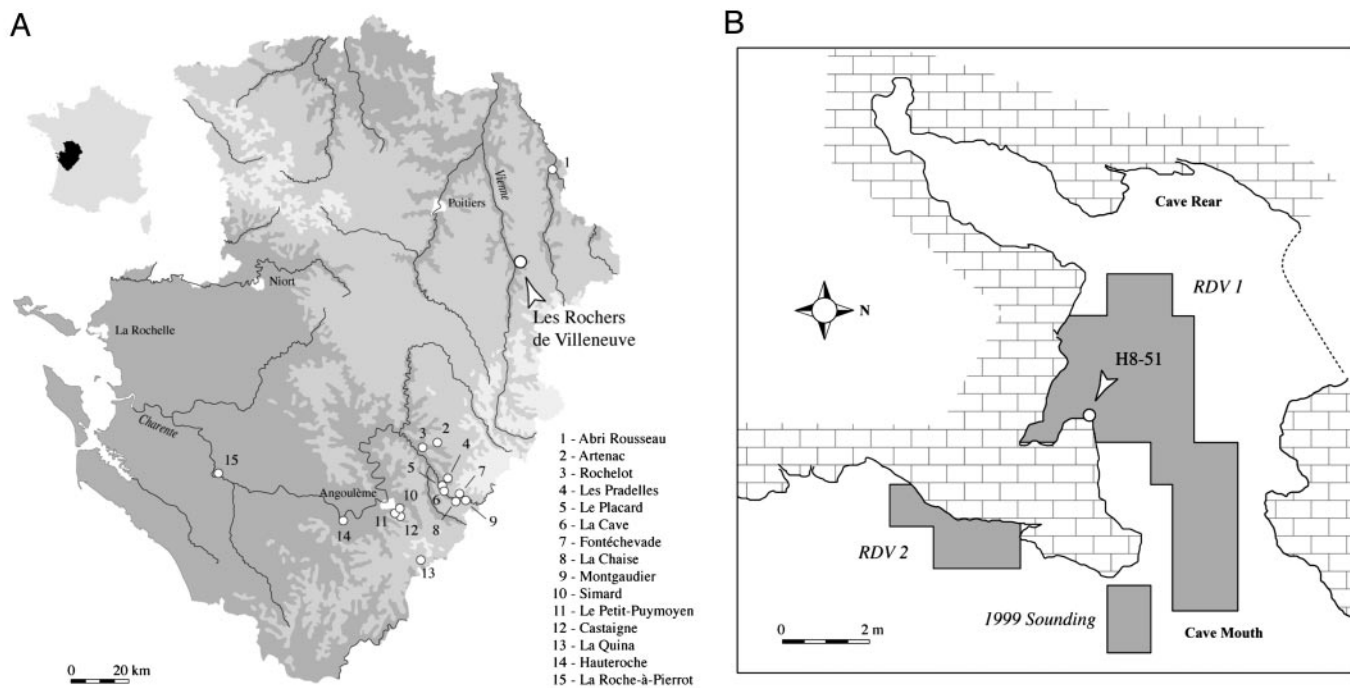 A
B
1
Vienne
Poitiers
Niort
La Rochelle
Les Rochers
de Villeneuve
Charente
Angoulème
15
14
3
2
4
5
7
6
10
11
12
8
9
13
1 - Abri Rousseau
2 - Artenac
3 - Rochelot
4 - Les Pradelles
5 - Le Placard
6 - La Cave
7 - Fontéchevade
8 - La Chaise
9 - Montgaudier
10 - Simard
11 - Le Petit-Puymoyen
12 - Castaigne
13 - La Quina
14 - Hauteroche
15 - La Roche-à-Pierrot
0 20 km
Cave Rear
RDV 1
N
H8-51
RDV 2
1999 Sounding
Cave Mouth
0 2 m